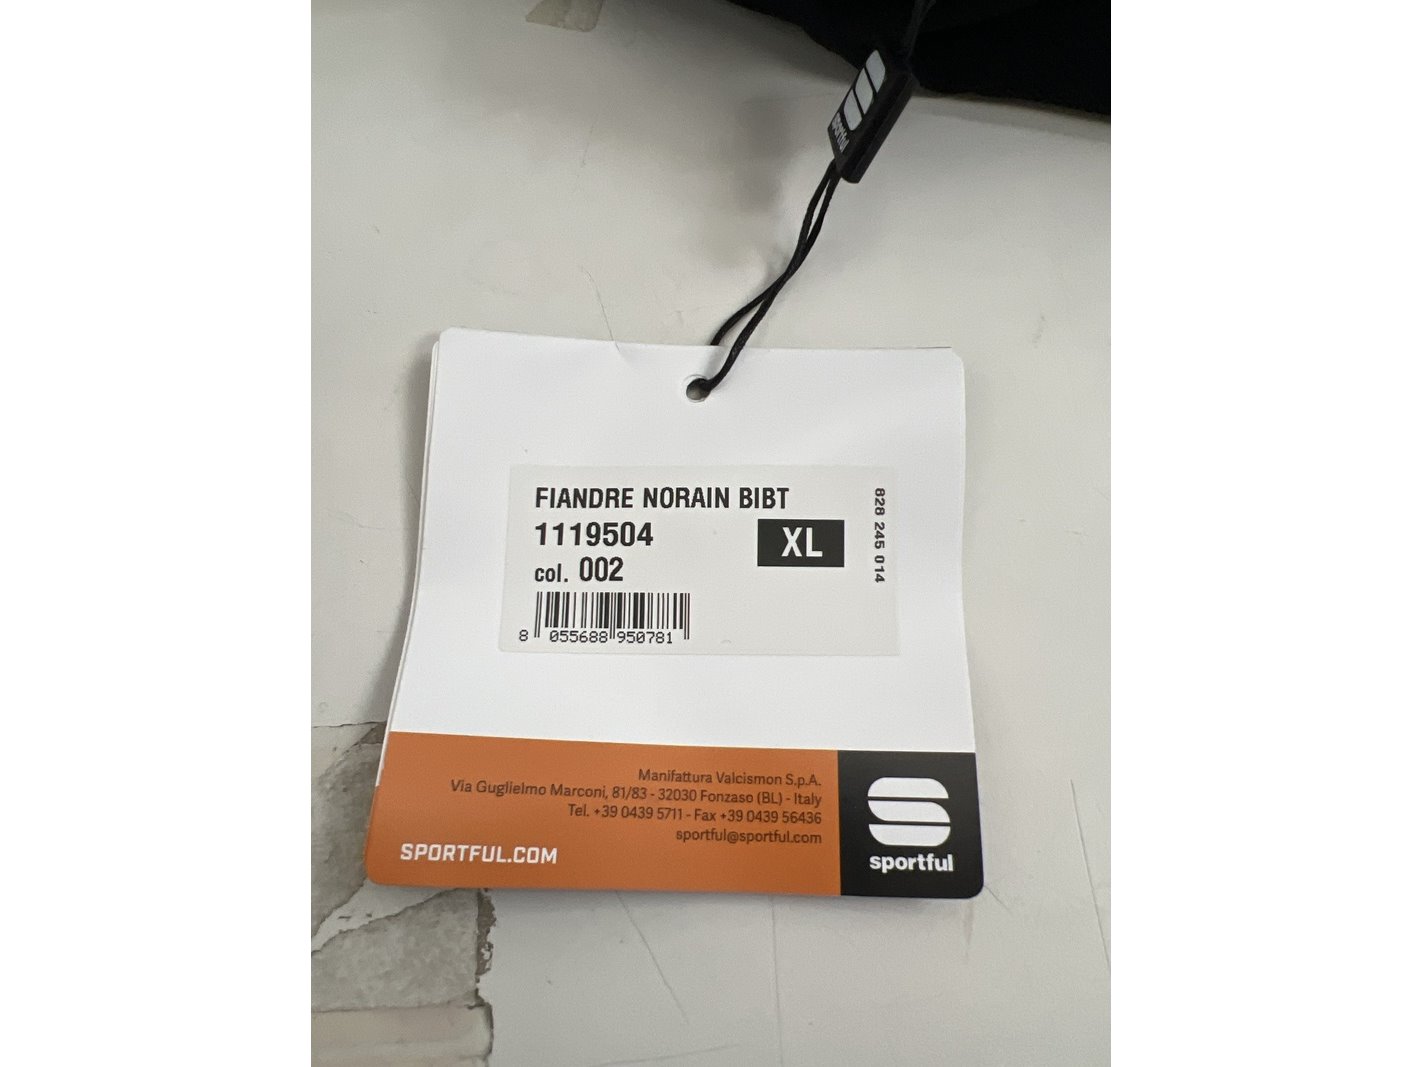 sportful
FIANDRE NORAIN BIBT
1119504
XL
col. 002
828 245 014
8 055688 950781
Manifattura Valcismon S.p.A.
Via Guglielmo Marconi, 81/83 - 32030 Fonzaso (BL) - Italy
Tel. +39 0439 5711 - Fax +39 0439 56436
sportful@sportful.com
SPORTFUL.COM
sportful